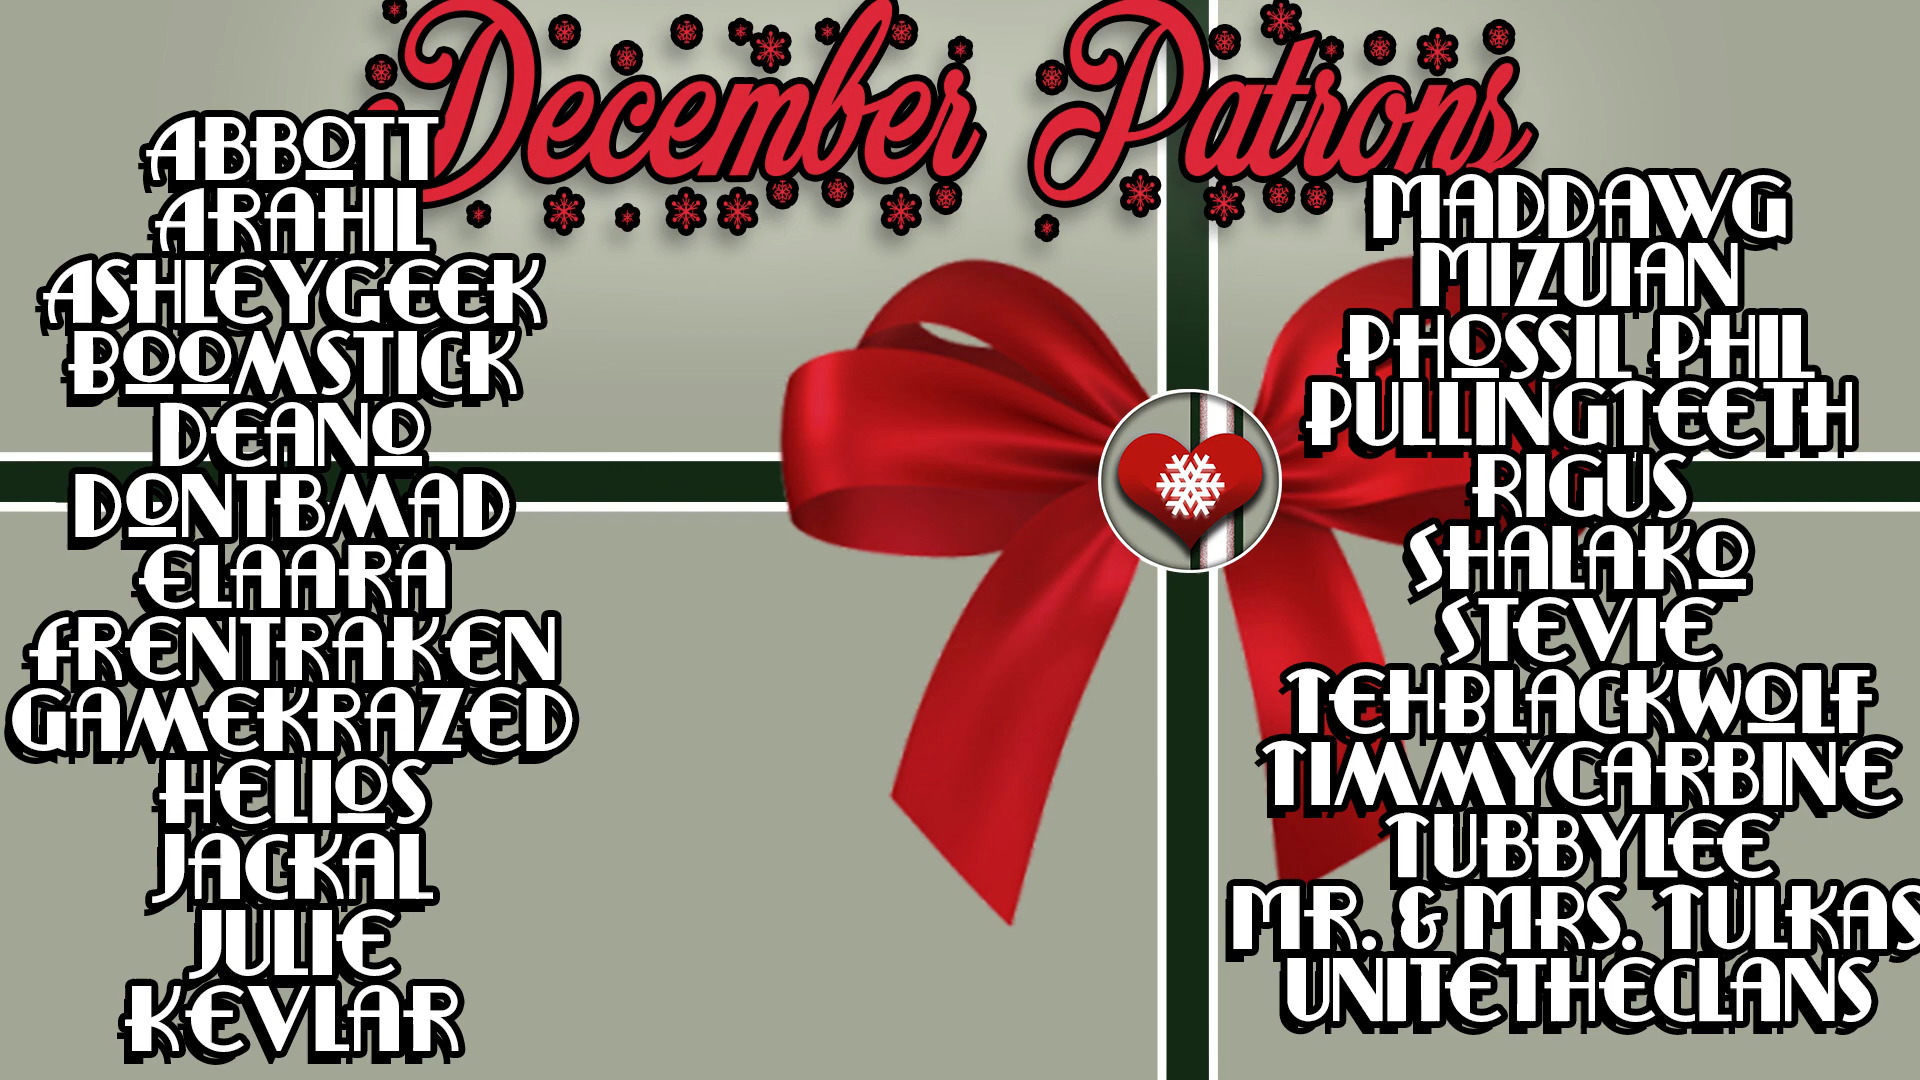 December Patrons
ABBOTT
ARAHIL
ASHLEYGEEK
BOOMSTICK
DEANO
DONTBMAD
ELAARA
FRENTRAKEN
GAMEKRAZED
HELIOS
JACKAL
JULIE
KEVLAR
MADDAWG
MIZUIAN
PHOSSIL PHIL
PULLINGTEETH
RIGUS
SHALAKO
STEVIE
TEHBLACKWOLF
TIMMYCARBINE
TUBBYLEE
MR. & MRS. TULKAS
UNITETHECLANS